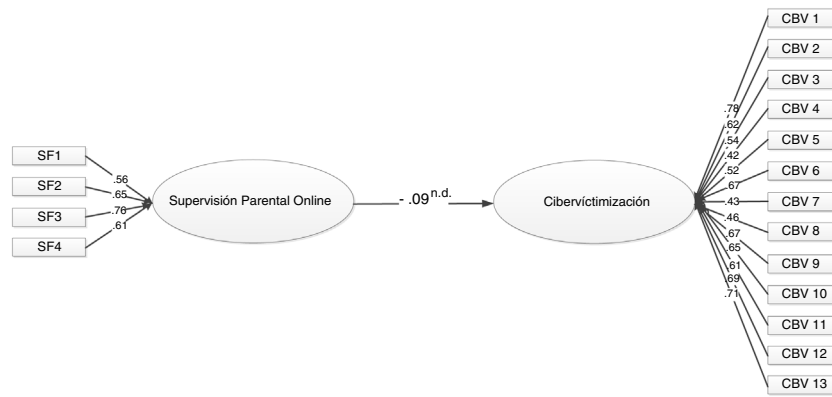 SF1
SF2
SF3
SF4
.56
.65
.76
.61
Supervisión Parental Online
- .09 n.d.
Cibervíctimización
.78
.62
.54
.42
.52
.67
.43
.46
.67
.65
.61
.69
.71
CBV 1
CBV 2
CBV 3
CBV 4
CBV 5
CBV 6
CBV 7
CBV 8
CBV 9
CBV 10
CBV 11
CBV 12
CBV 13